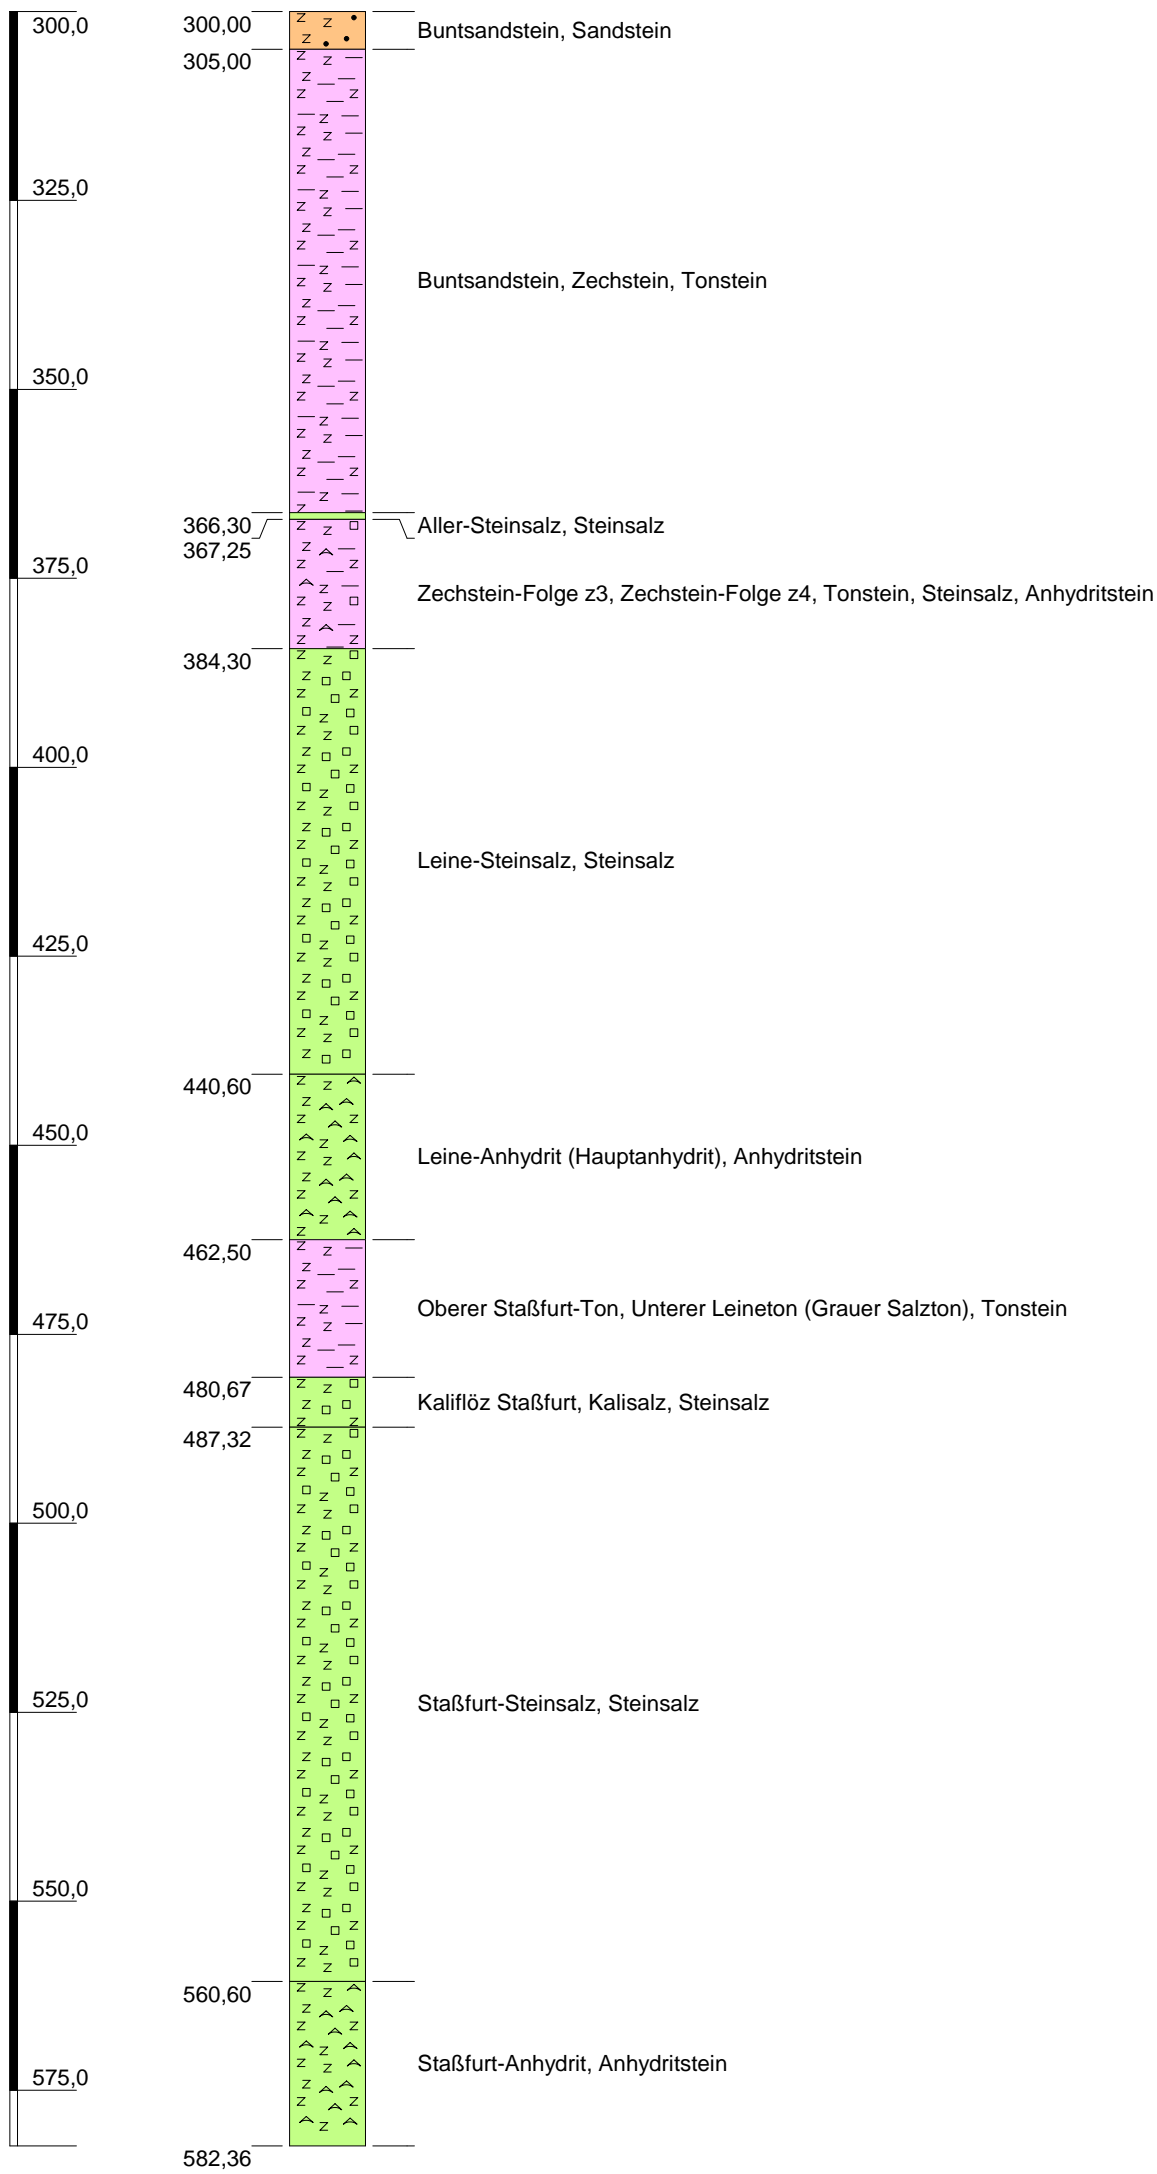 300,0
300,00
Buntsandstein, Sandstein
305,00
325,0
Buntsandstein, Zechstein, Tonstein
350,0
366,30
Aller-Steinsalz, Steinsalz
367,25
375,0
Zechstein-Folge z3, Zechstein-Folge z4, Tonstein, Steinsalz, Anhydritstein
384,30
400,0
Leine-Steinsalz, Steinsalz
425,0
440,60
450,0
Leine-Anhydrit (Hauptanhydrit), Anhydritstein
462,50
Oberer Staßfurt-Ton, Unterer Leineton (Grauer Salzton), Tonstein
475,0
480,67
Kaliflöz Staßfurt, Kalisalz, Steinsalz
487,32
500,0
Staßfurt-Steinsalz, Steinsalz
525,0
550,0
560,60
Staßfurt-Anhydrit, Anhydritstein
575,0
582,36